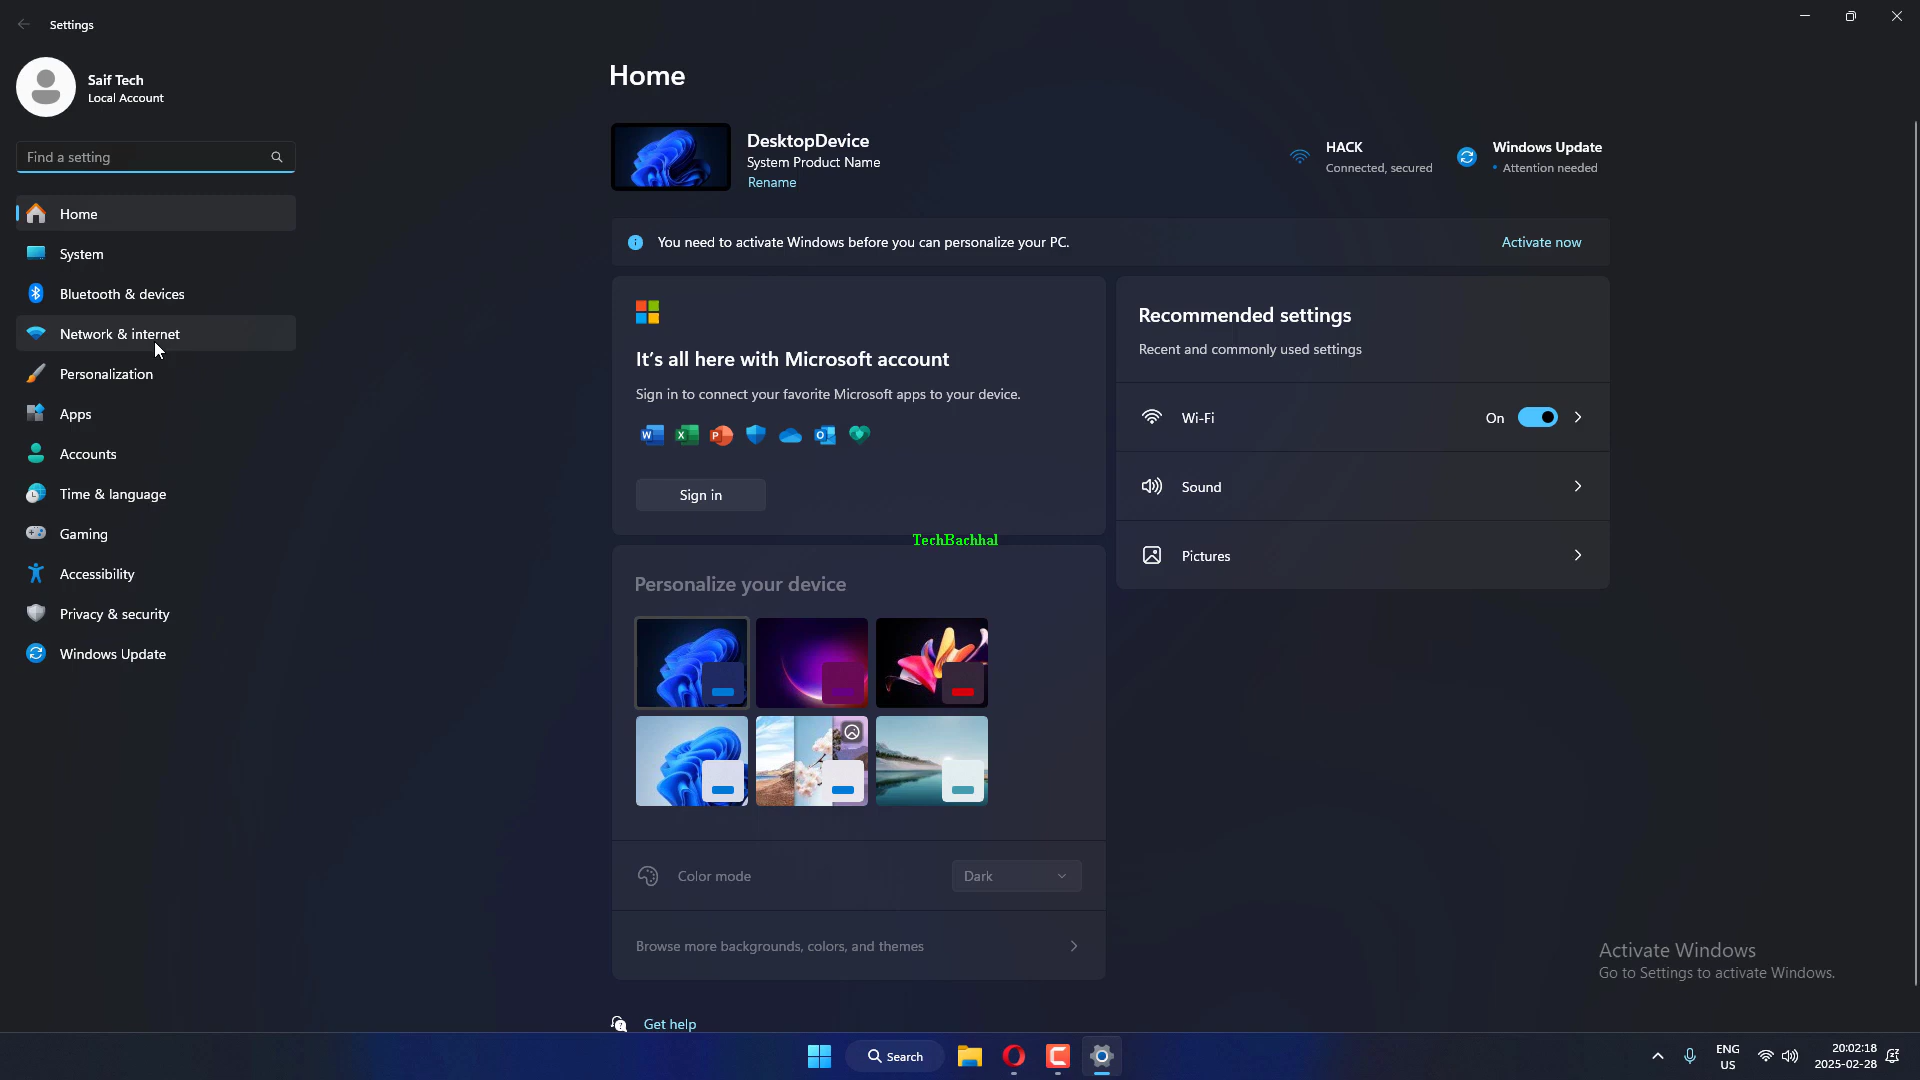 Settings
Saif Tech
Local Account
Find a setting
Home
System
Bluetooth & devices
Network & internet
Personalization
Apps
Accounts
Time & language
Gaming
Accessibility
Privacy & security
Windows Update
Home
DesktopDevice
System Product Name
Rename
HACK
Connected, secured
Windows Update
Attention needed
You need to activate Windows before you can personalize your PC.
Activate now
It's all here with Microsoft account
Sign in to connect your favorite Microsoft apps to your device.
Sign in
TechBachhal
Personalize your device
Color mode
Dark
Browse more backgrounds, colors, and themes
Get help
Recommended settings
Recent and commonly used settings
Wi-Fi
On
Sound
Pictures
Activate Windows
Go to Settings to activate Windows.
Search
ENG
US
20:02:18
2025-02-28